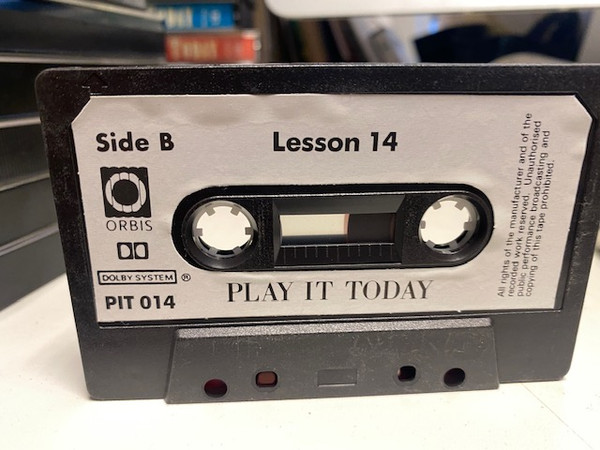 Side B
Lesson 14
ORBIS
DOLBY SYSTEM ®
PIT 014
PLAY IT TODAY
All rights of the manufacturer and of the
recorded work reserved. Unauthorised
public performance broadcasting and
copying of this tape prohibited.